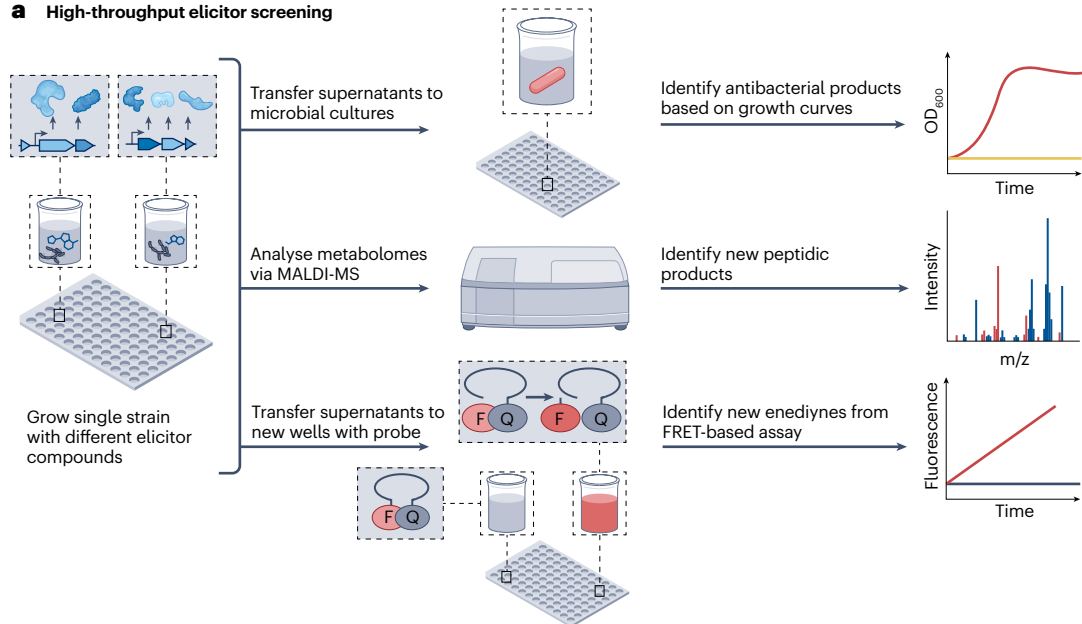 a High-throughput elicitor screening
Grow single strain
with different elicitor
compounds
Transfer supernatants to
microbial cultures
Identify antibacterial products
based on growth curves
OD600
Time
Analyse metabolomes
via MALDI-MS
Identify new peptidic
products
Intensity
m/z
Transfer supernatants to
new wells with probe
F Q F Q
F Q
Identify new enediynes from
FRET-based assay
Fluorescence
Time